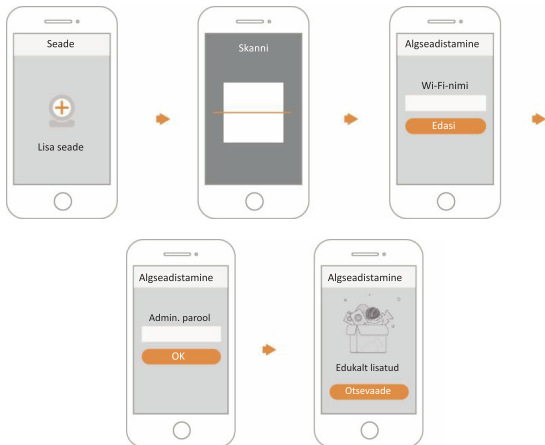 Seade
Lisa seade
Skanni
Algseadistamine
Wi-Fi-nimi
Edasi
Algseadistamine
Admin. parool
OK
Algseadistamine
Edukalt lisatud
Otsevaade